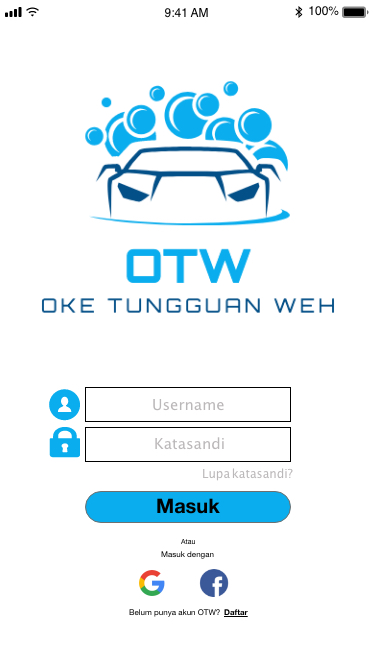 9:41 AM 100%
OTW
OKE TUNGGUAN WEH
Username
Katasandi
Lupa katasandi?
Masuk
Atau
Masuk dengan
G f
Belum punya akun OTW? Daftar